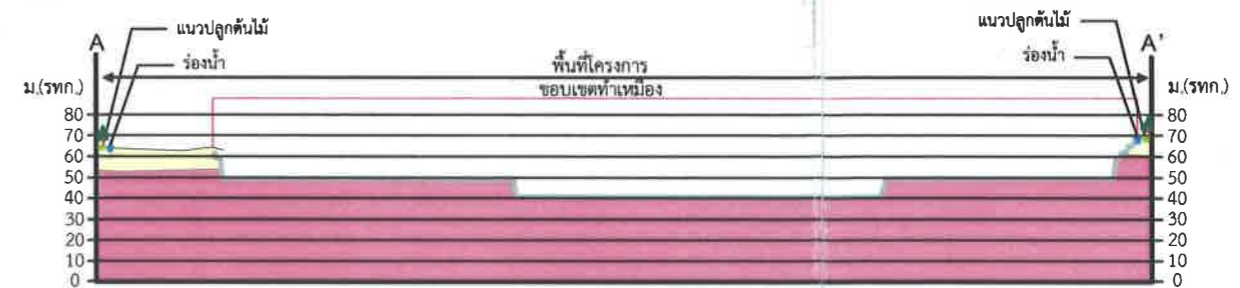 แนวปลูกต้นไม้
แนวปลูกต้นไม้
A
A'
ร่องน้ำ
ร่องน้ำ
พื้นที่โครงการ
ม.(รทก.)
ขอบเขตทำเหมือง
ม.(รทก.)
80
80
70
70
60
60
50
50
40
40
30
30
20
20
10
10
0
0